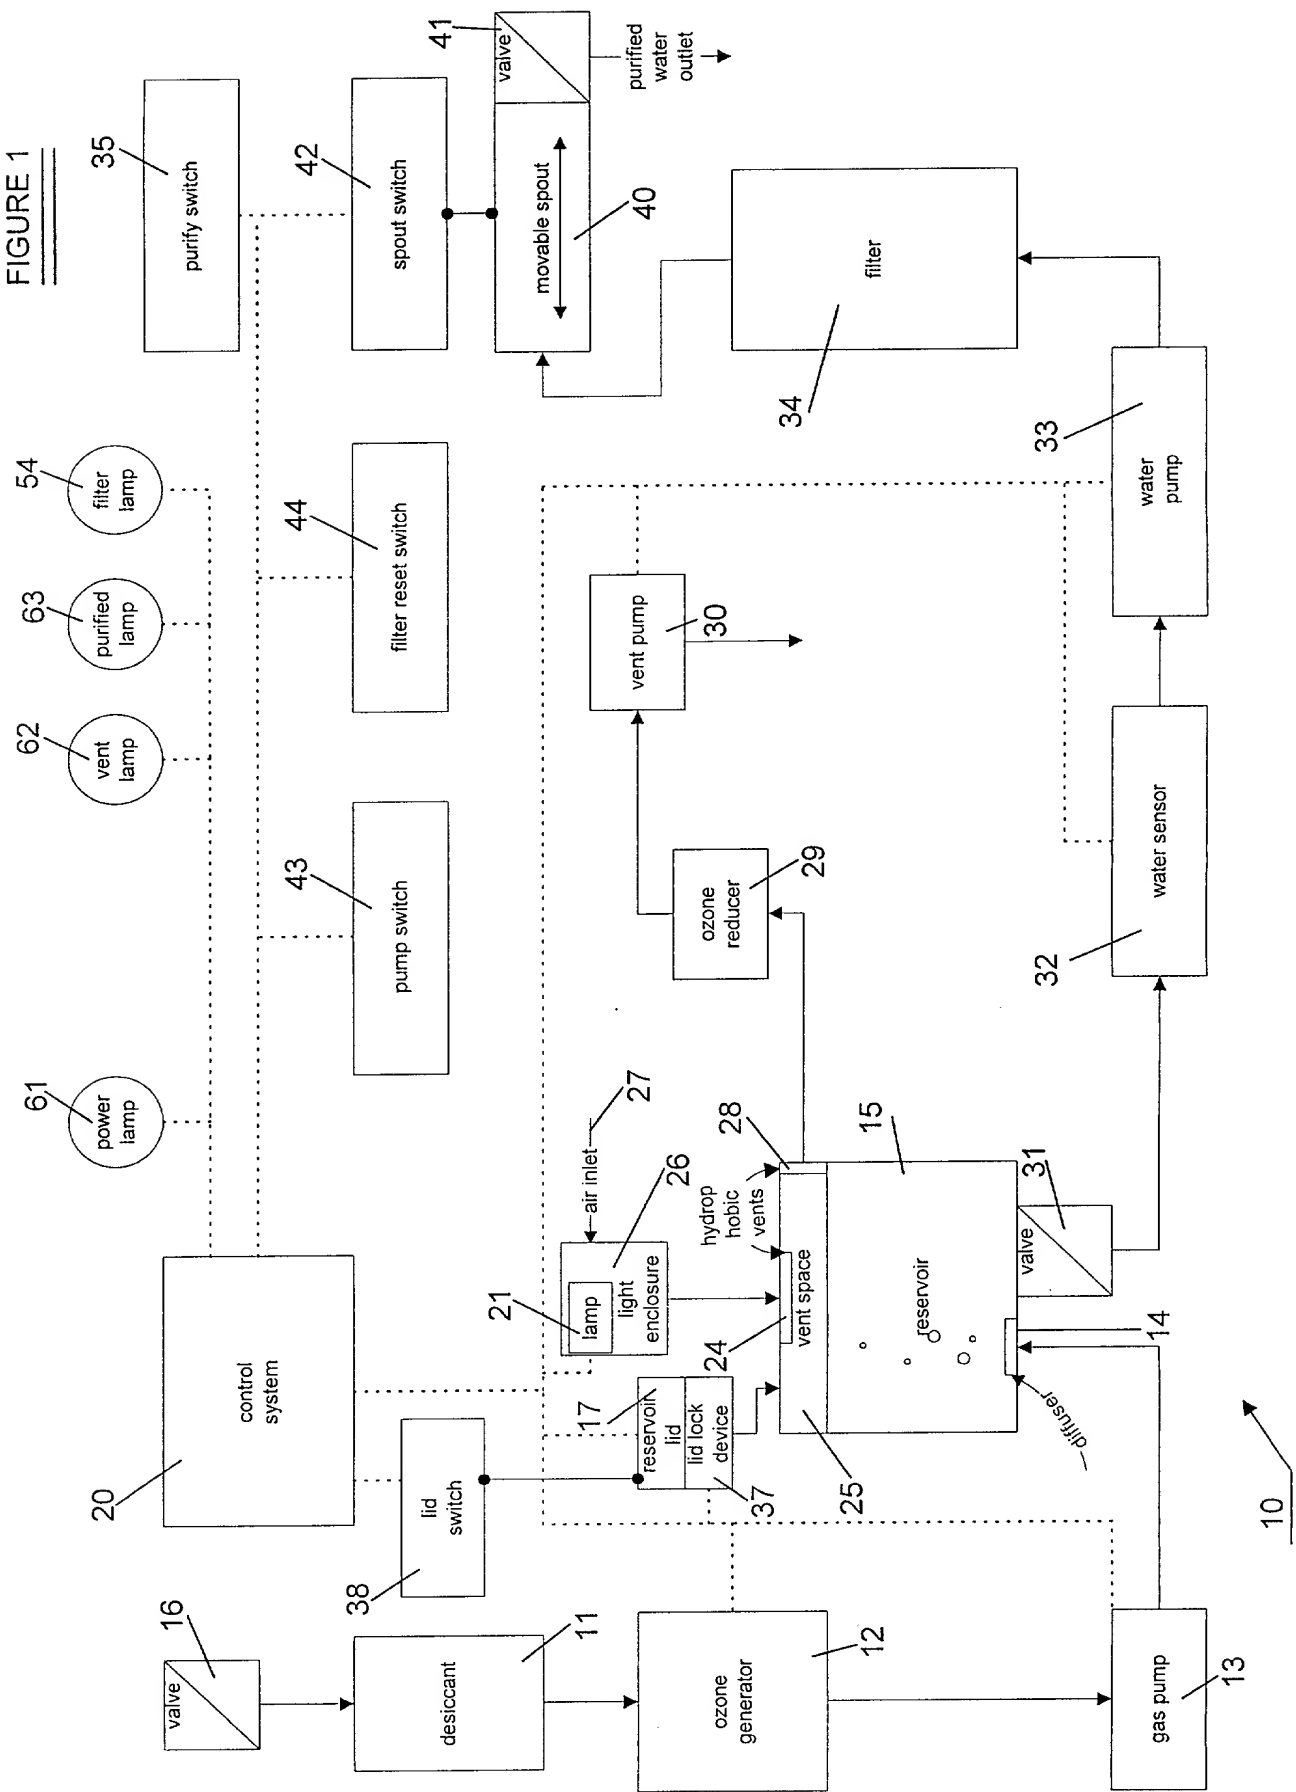 FIGURE 1
16
valve
11
desiccant
12
ozone
generator
13
gas pump
20
control
system
38
lid
switch
17
reservoir
lid
lid lock
device
37
21
lamp
light
enclosure
26
air inlet
27
24
hydrop
hobic
vents
28
25
vent space
reservoir
15
diffuser
14
valve
31
61
power
lamp
62
vent
lamp
63
purified
lamp
54
filter
lamp
43
pump switch
44
filter reset switch
35
purify switch
42
spout switch
41
valve
movable spout
40
purified
water
outlet
ozone
reducer
29
vent pump
30
34
filter
32
water sensor
33
water
pump
10